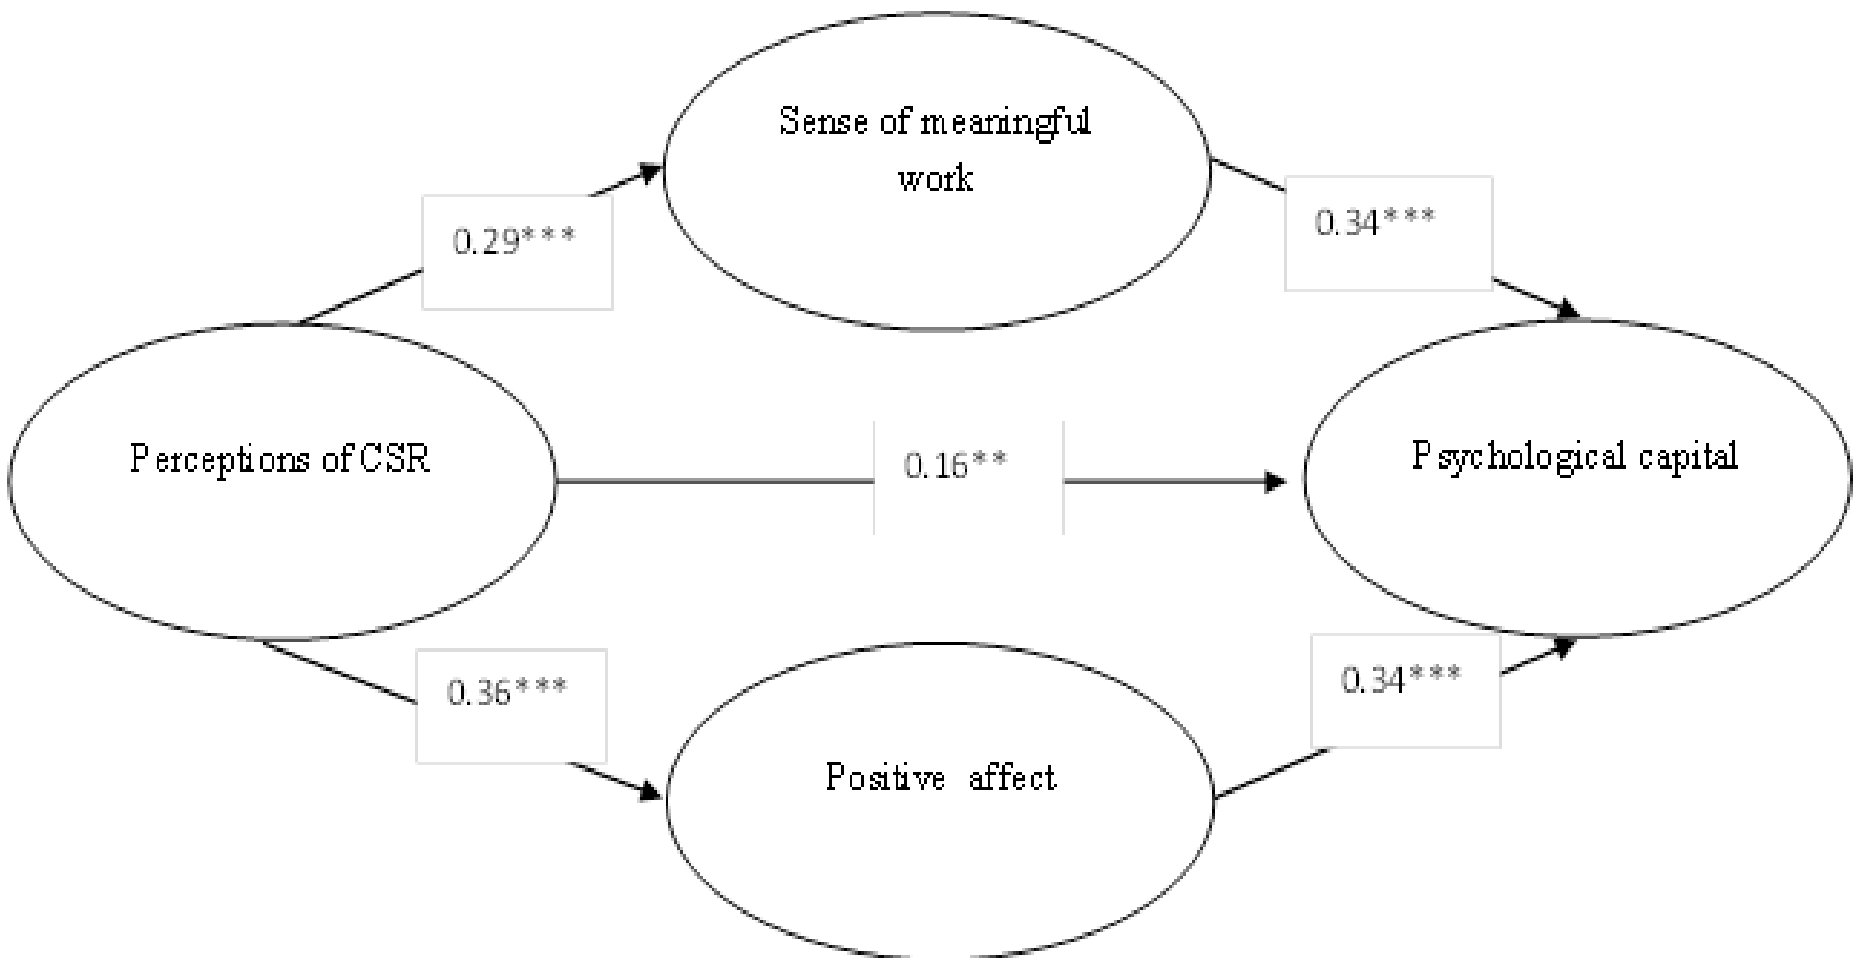 Sense of meaningful
work
0.29***
0.34***
Perceptions of CSR
0.16**
Psychological capital
0.36***
0.34***
Positive affect